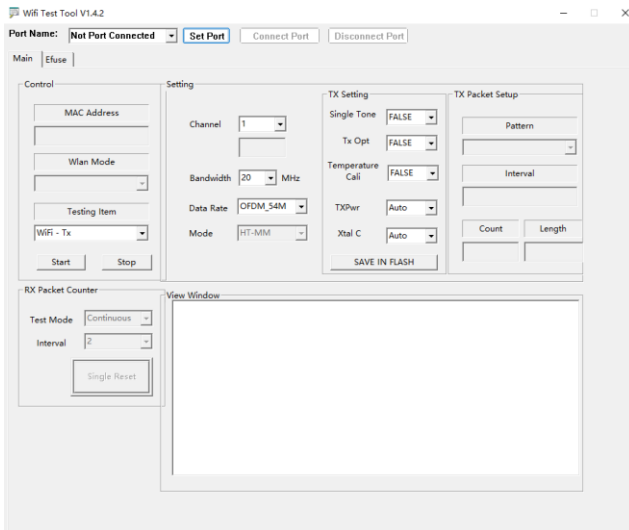 Wifi Test Tool V1.4.2
Port Name: Not Port Connected Set Port Connect Port Disconnect Port
Main Efuse
Control
MAC Address
Wlan Mode
Testing Item
WiFi - Tx
Start Stop
Setting
Channel 1
Bandwidth 20 MHz
Data Rate OFDM_54M
Mode HT-MM
TX Setting
Single Tone FALSE
Tx Opt FALSE
Temperature
Cali FALSE
TXPwr Auto
Xtal C Auto
SAVE IN FLASH
TX Packet Setup
Pattern
Interval
Count Length
RX Packet Counter
Test Mode Continuous
Interval 2
Single Reset
View Window